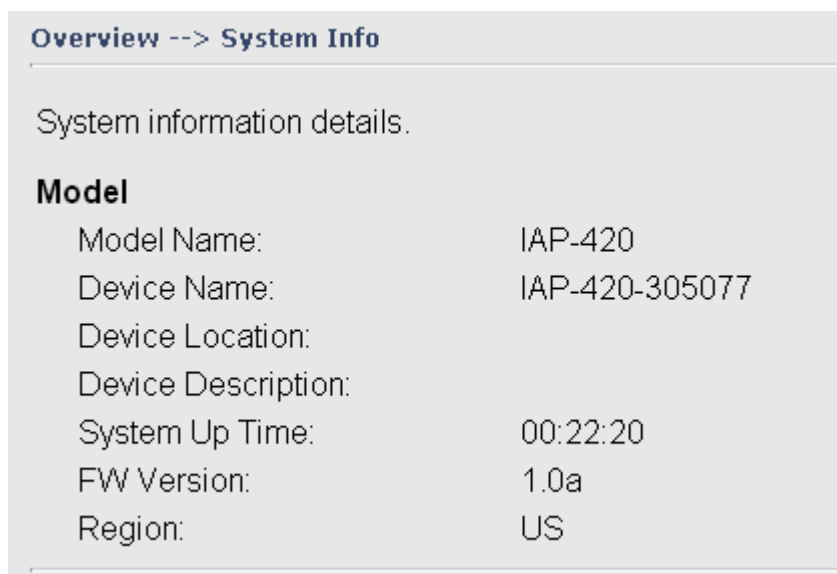 Overview --> System Info
System information details.
Model
Model Name: IAP-420
Device Name: IAP-420-305077
Device Location:
Device Description:
System Up Time: 00:22:20
FW Version: 1.0a
Region: US